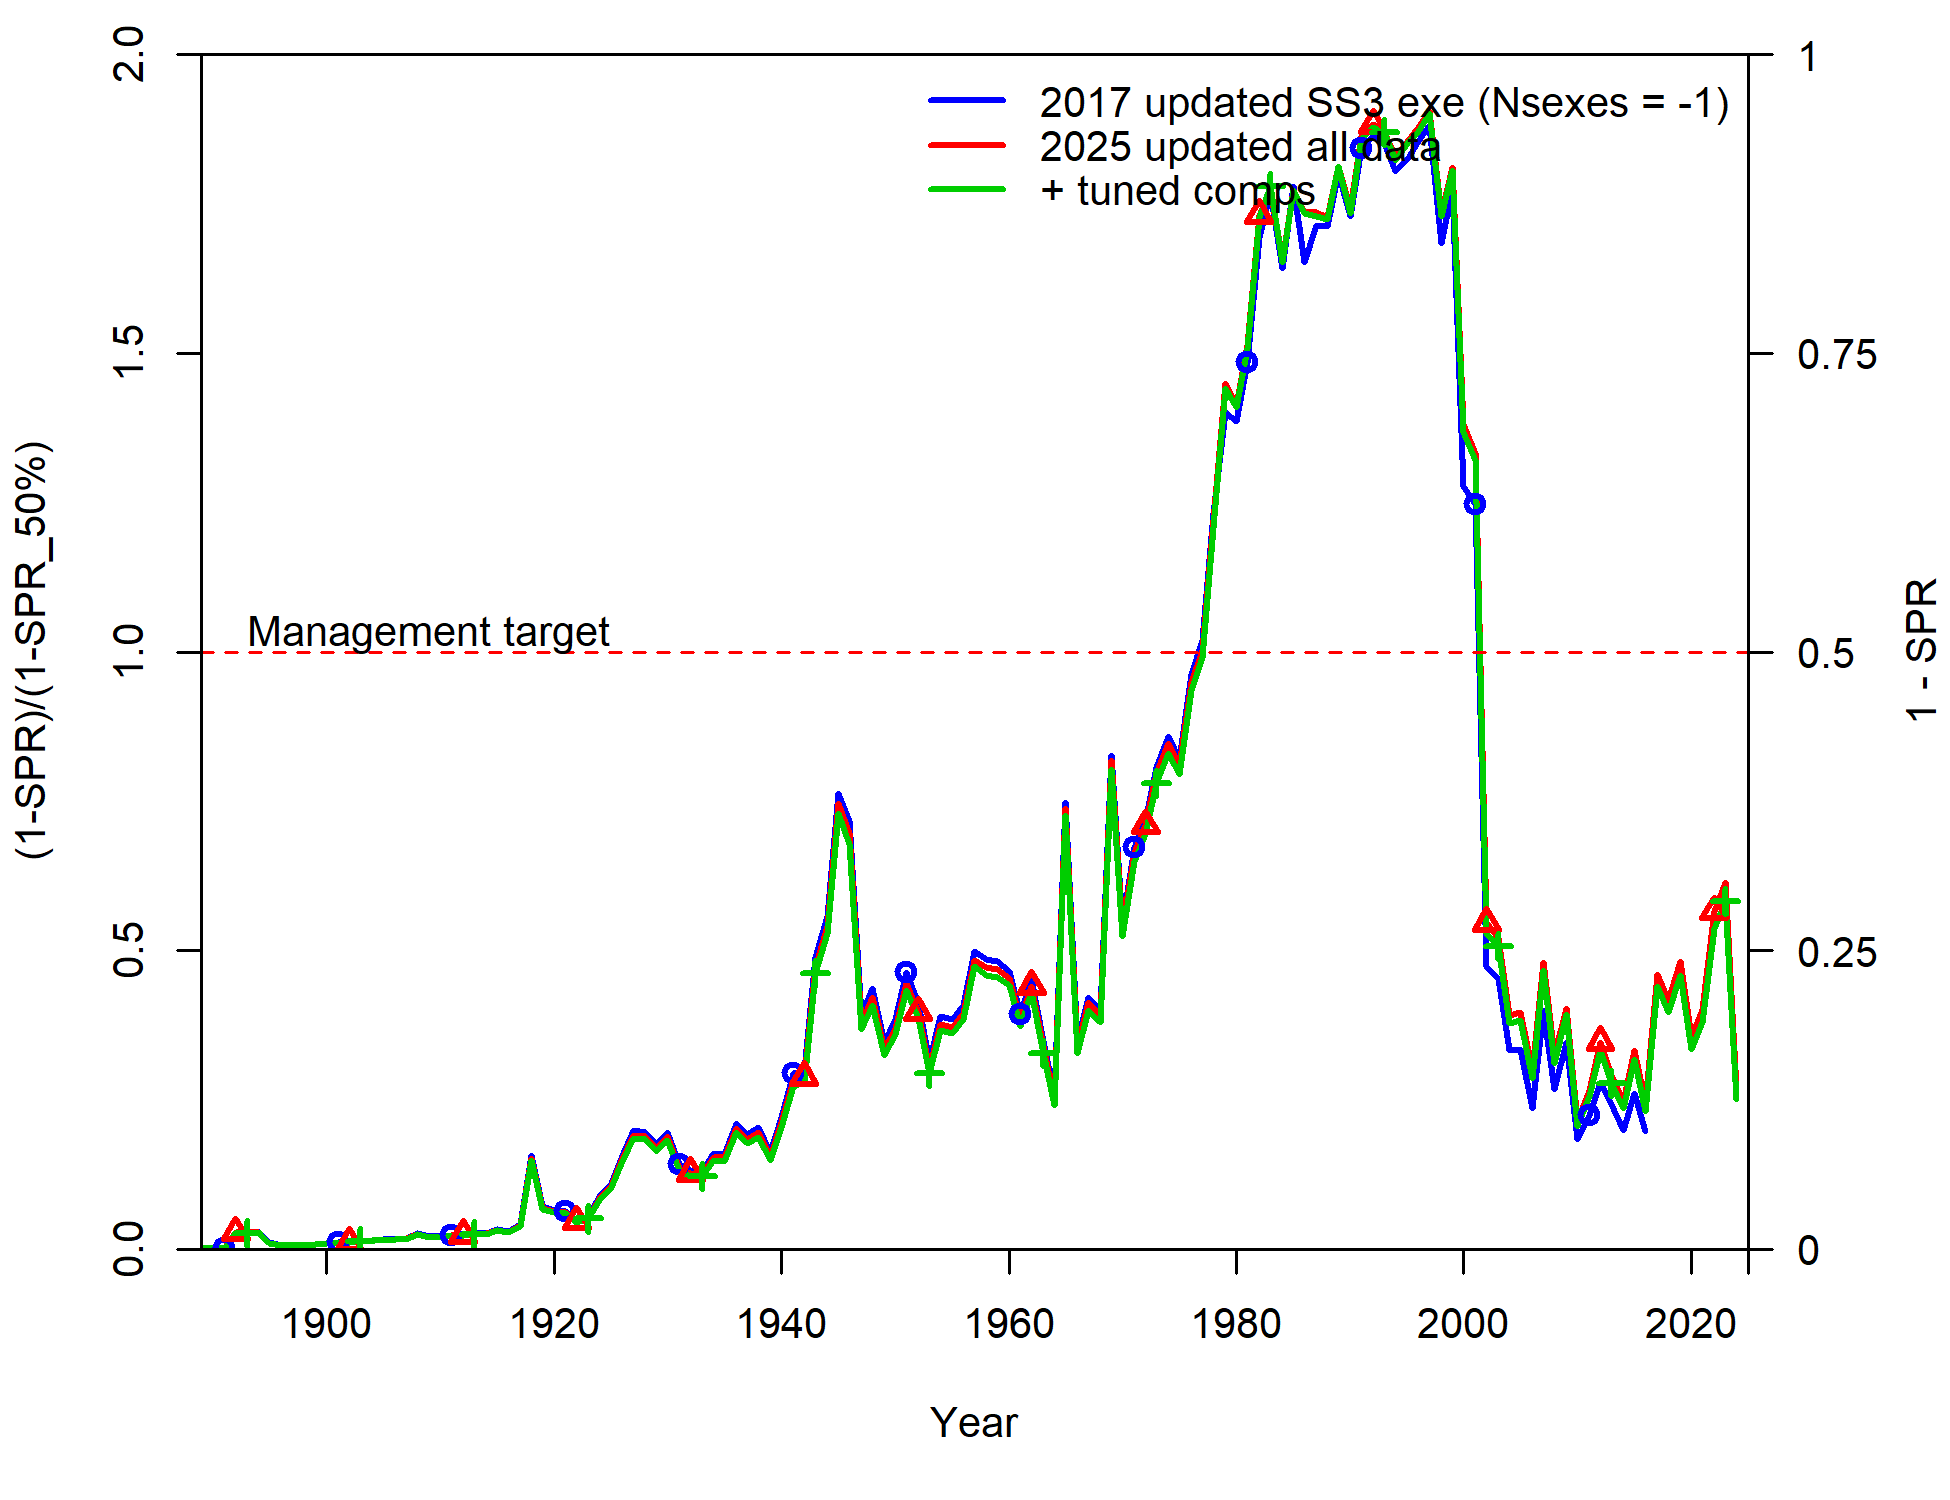 2017 updated SS3 exe (Nsexes = -1)
2025 updated all data
+ tuned comps
Management target
(1-SPR)/(1-SPR_50%)
0.0
0.5
1.0
1.5
2.0
1 - SPR
0
0.25
0.5
0.75
1
1900
1920
1940
1960
1980
2000
2020
Year